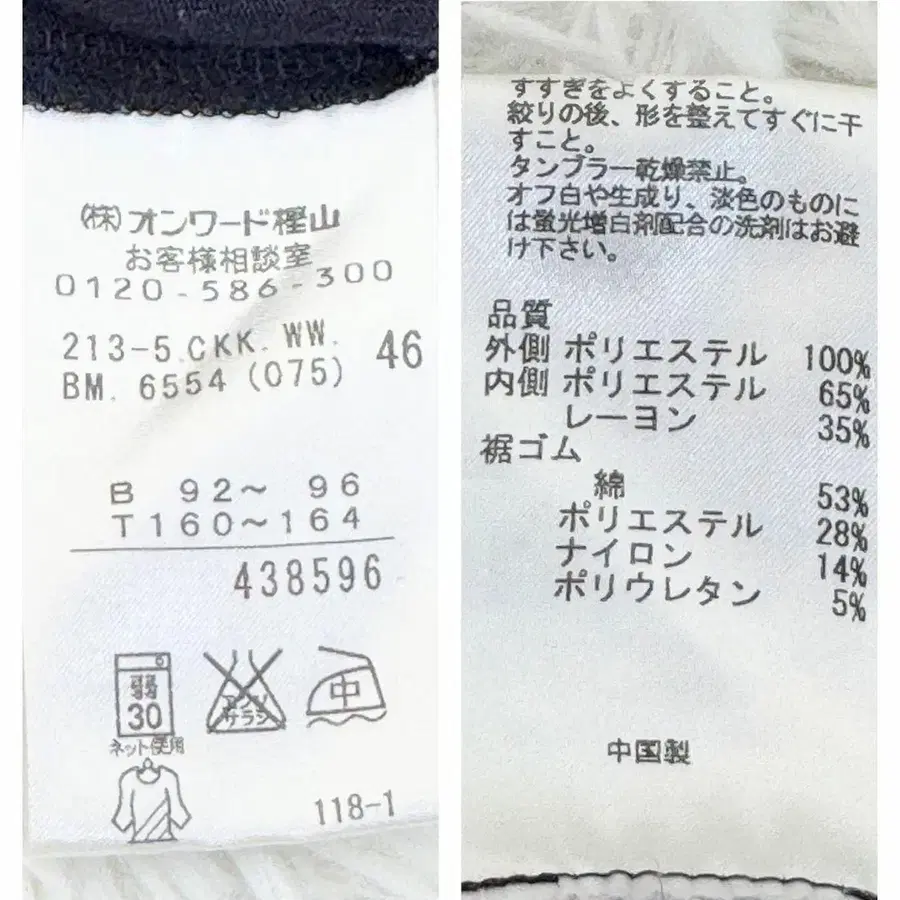 (株)オンワード樫山
お客様相談室
0120-586-300
213-5.CKK.WW.
BM. 6554 (075)
46
B 92～ 96
T160～164
438596
弱
30
ネット使用
エンソ
サラシ
中
118-1
すすぎをよくすること。
絞りの後、形を整えてすぐに干
すこと。
タンブラー乾燥禁止。
オフ白や生成り、淡色のものに
は蛍光増白剤配合の洗剤はお避
け下さい。
品質
外側 ポリエステル 100%
内側 ポリエステル 65%
レーヨン 35%
裾ゴム
綿 53%
ポリエステル 28%
ナイロン 14%
ポリウレタン 5%
中国製